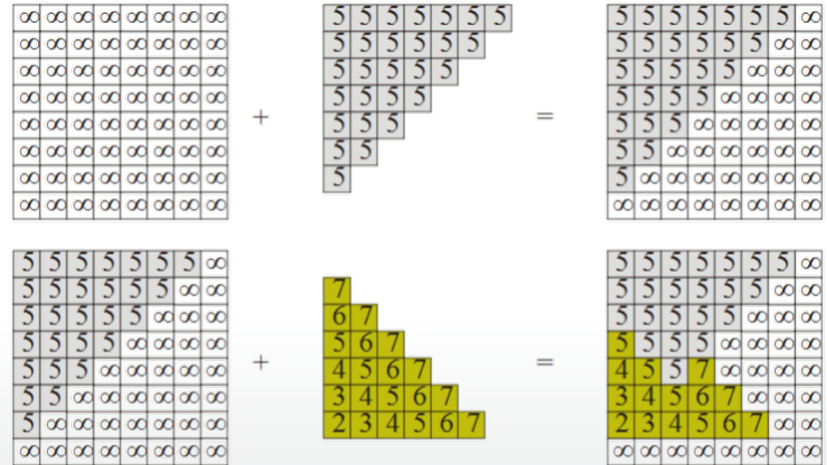 ∞ ∞ ∞ ∞ ∞ ∞ ∞ ∞ 5 5 5 5 5 5 5 5 5 5 5 5 5 5 ∞
∞ ∞ ∞ ∞ ∞ ∞ ∞ ∞ 5 5 5 5 5 5 5 5 5 5 5 5 ∞ ∞
∞ ∞ ∞ ∞ ∞ ∞ ∞ ∞ 5 5 5 5 5 5 5 5 5 5 ∞ ∞ ∞
∞ ∞ ∞ ∞ ∞ ∞ ∞ ∞ 5 5 5 5 5 5 5 5 ∞ ∞ ∞ ∞
∞ ∞ ∞ ∞ ∞ ∞ ∞ ∞ + 5 5 5 = 5 5 5 ∞ ∞ ∞ ∞ ∞
∞ ∞ ∞ ∞ ∞ ∞ ∞ ∞ 5 5 5 5 ∞ ∞ ∞ ∞ ∞ ∞
∞ ∞ ∞ ∞ ∞ ∞ ∞ ∞ 5 5 ∞ ∞ ∞ ∞ ∞ ∞ ∞
∞ ∞ ∞ ∞ ∞ ∞ ∞ ∞ ∞ ∞ ∞ ∞ ∞ ∞ ∞ ∞
5 5 5 5 5 5 5 ∞ 5 5 5 5 5 5 5 ∞
5 5 5 5 5 5 ∞ ∞ 7 5 5 5 5 5 5 ∞ ∞
5 5 5 5 5 ∞ ∞ ∞ 6 7 5 5 5 5 5 ∞ ∞ ∞
5 5 5 5 ∞ ∞ ∞ ∞ 5 6 7 5 5 5 5 ∞ ∞ ∞ ∞
5 5 5 ∞ ∞ ∞ ∞ ∞ + 4 5 6 7 = 4 5 5 7 ∞ ∞ ∞ ∞
5 5 ∞ ∞ ∞ ∞ ∞ ∞ 3 4 5 6 7 3 4 5 6 7 ∞ ∞ ∞
5 ∞ ∞ ∞ ∞ ∞ ∞ ∞ 2 3 4 5 6 7 2 3 4 5 6 7 ∞ ∞
∞ ∞ ∞ ∞ ∞ ∞ ∞ ∞ ∞ ∞ ∞ ∞ ∞ ∞ ∞ ∞